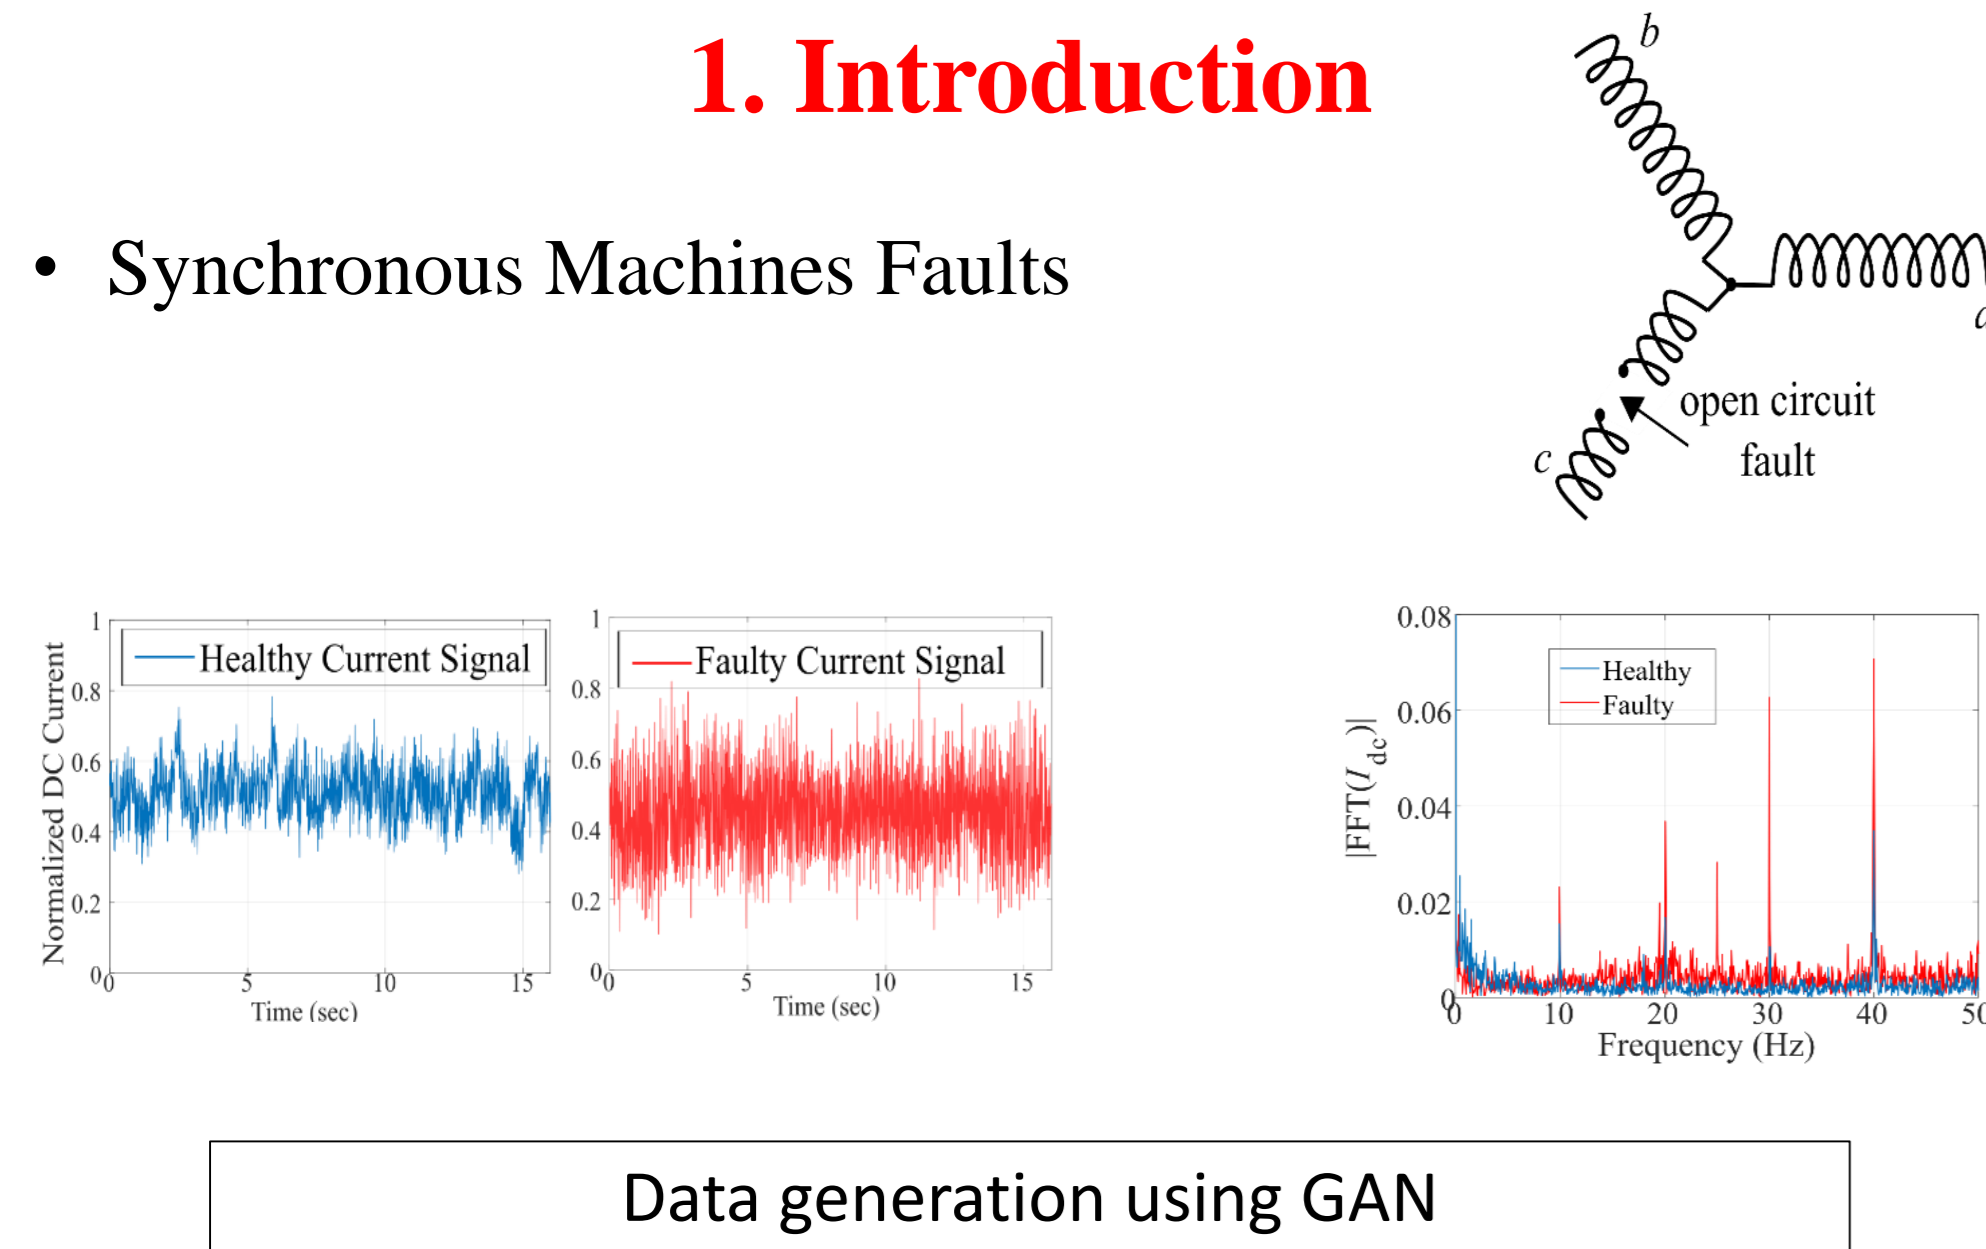 1. Introduction
• Synchronous Machines Faults
b
a
c
open circuit
fault
Normalized DC Current
1
0.8
0.6
0.4
0.2
0
Healthy Current Signal
0 5 10 15
Time (sec)
1
0.8
0.6
0.4
0.2
0
Faulty Current Signal
0 5 10 15
Time (sec)
|FFT(I dc)|
0.08
0.06
0.04
0.02
0
Healthy
Faulty
0 10 20 30 40 50
Frequency (Hz)
Data generation using GAN